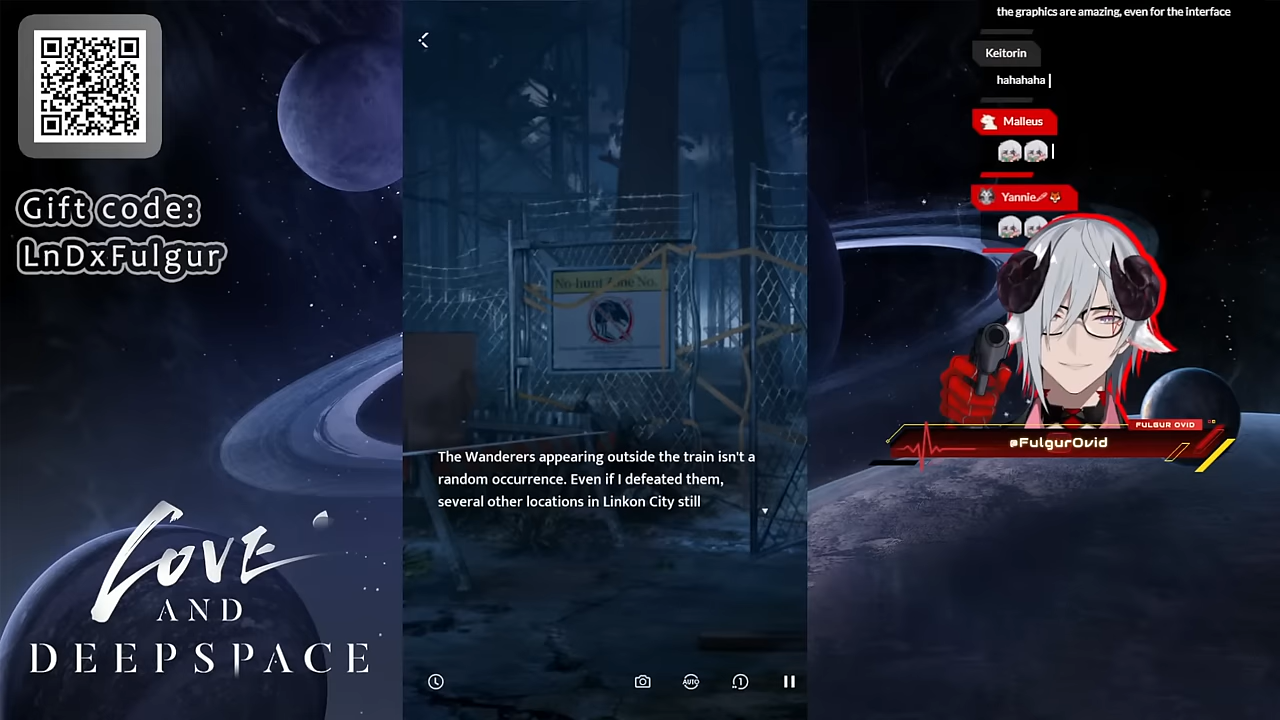 Gift code:
LnDxFulgur
LOVE
AND
DEEPSPACE
No-hunt Zone No.
The Wanderers appearing outside the train isn't a
random occurrence. Even if I defeated them,
several other locations in Linkon City still
AUTO
1
the graphics are amazing, even for the interface
Keitorin
hahahaha
Malleus
Yannie
FULGUR OVID
@FulgurOvid